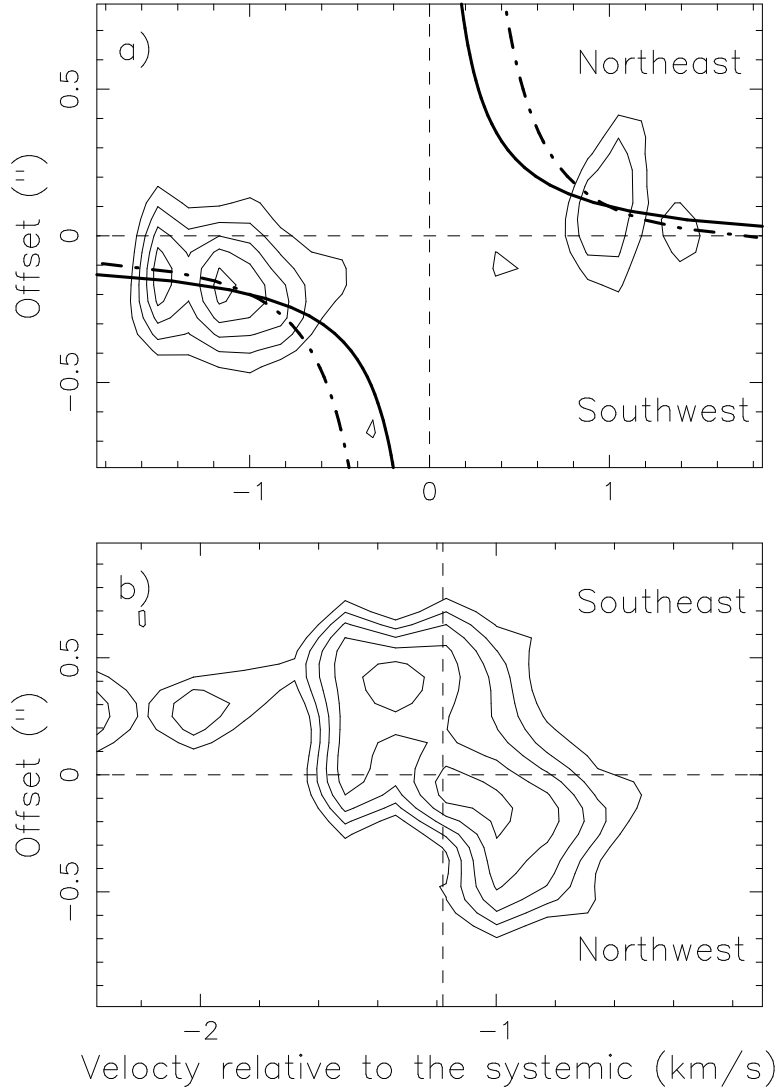 a)
Northeast
0.5
0
−0.5
Offset (")
Southwest
−1
0
1
b)
Southeast
0.5
0
−0.5
Offset (")
Northwest
−2
−1
Velocty relative to the systemic (km/s)